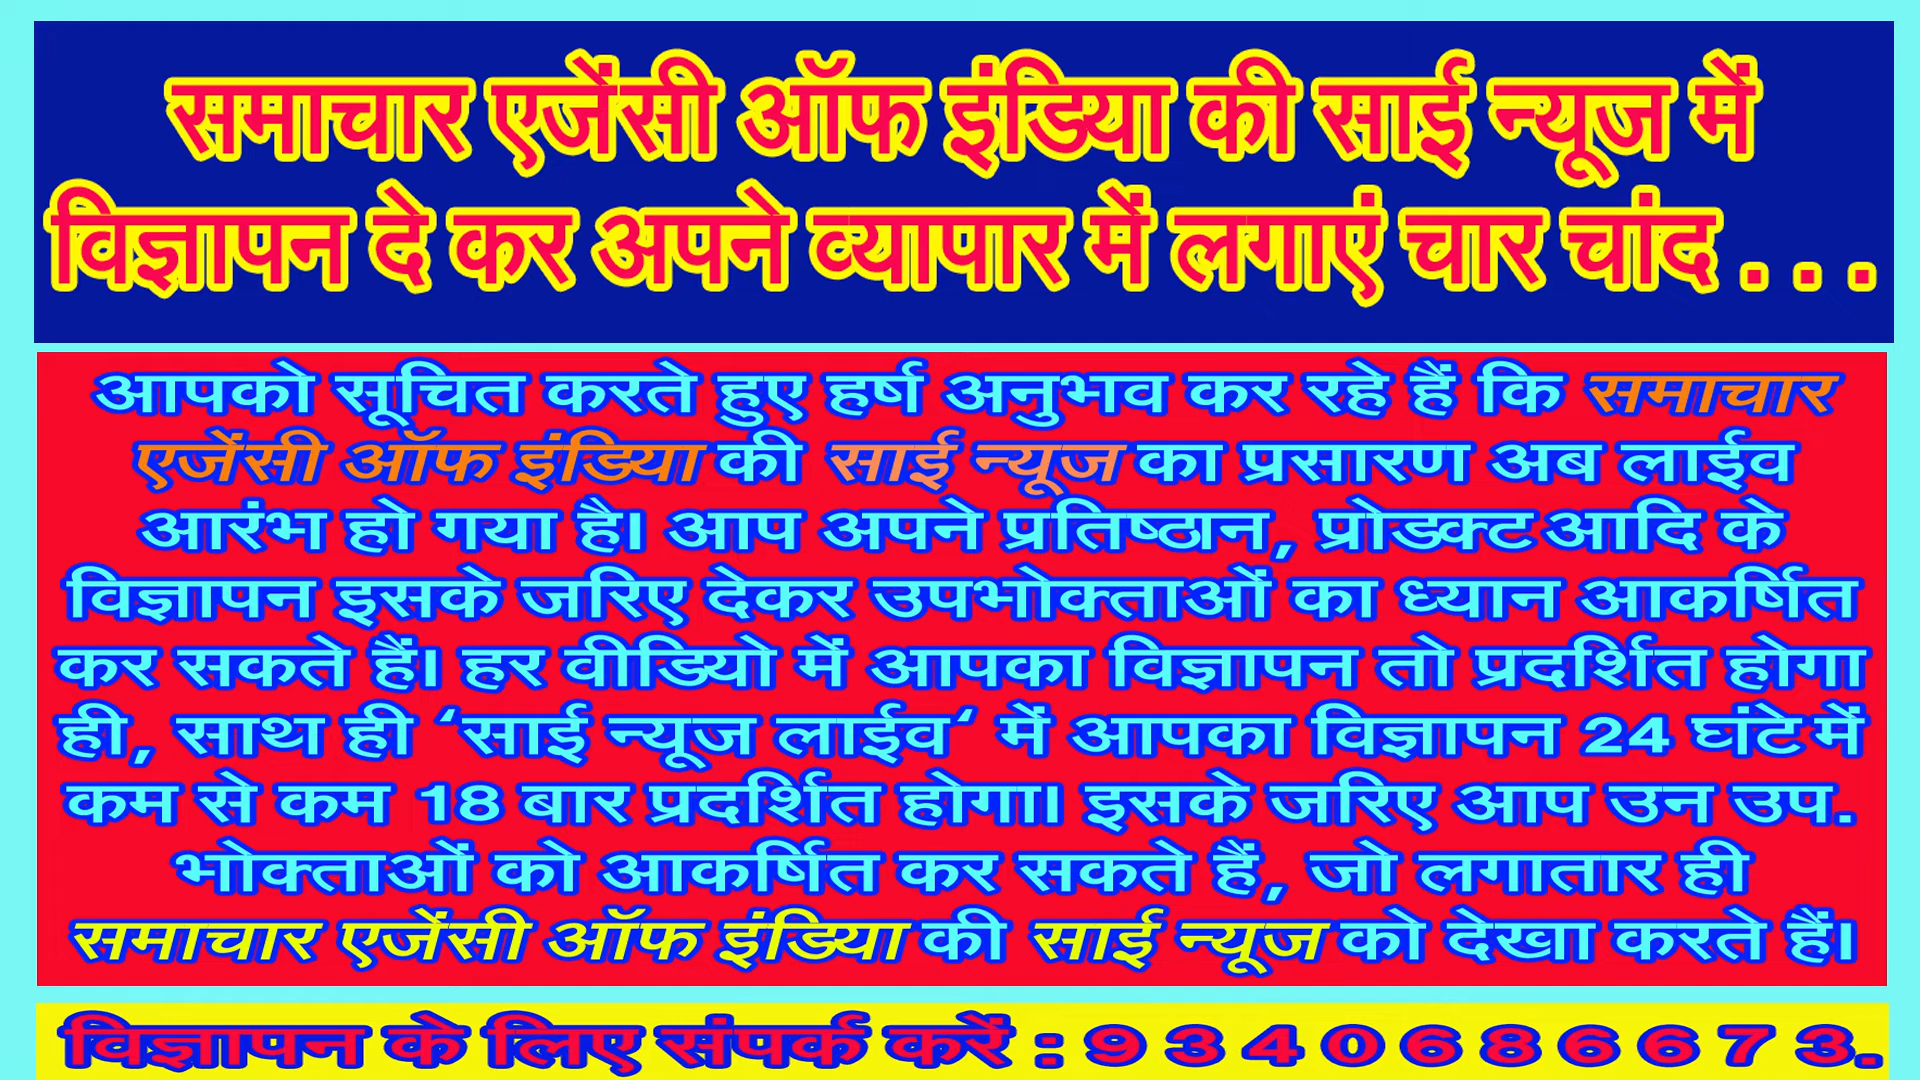 समाचार एजेंसी ऑफ इंडिया की साई न्यूज में
विज्ञापन दे कर अपने व्यापार में लगाएं चार चांद . . .
आपको सूचित करते हुए हर्ष अनुभव कर रहे हैं कि समाचार
एजेंसी ऑफ इंडिया की साई न्यूज का प्रसारण अब लाईव
आरंभ हो गया है। आप अपने प्रतिष्ठान, प्रोडक्ट आदि के
विज्ञापन इसके जरिए देकर उपभोक्ताओं का ध्यान आकर्षित
कर सकते हैं। हर वीडियो में आपका विज्ञापन तो प्रदर्शित होगा
ही, साथ ही ‘साई न्यूज लाईव‘ में आपका विज्ञापन 24 घंटे में
कम से कम 18 बार प्रदर्शित होगा। इसके जरिए आप उन उप.
भोक्ताओं को आकर्षित कर सकते हैं, जो लगातार ही
समाचार एजेंसी ऑफ इंडिया की साई न्यूज को देखा करते हैं।
विज्ञापन के लिए संपर्क करें : 9 3 4 0 6 8 6 6 7 3.